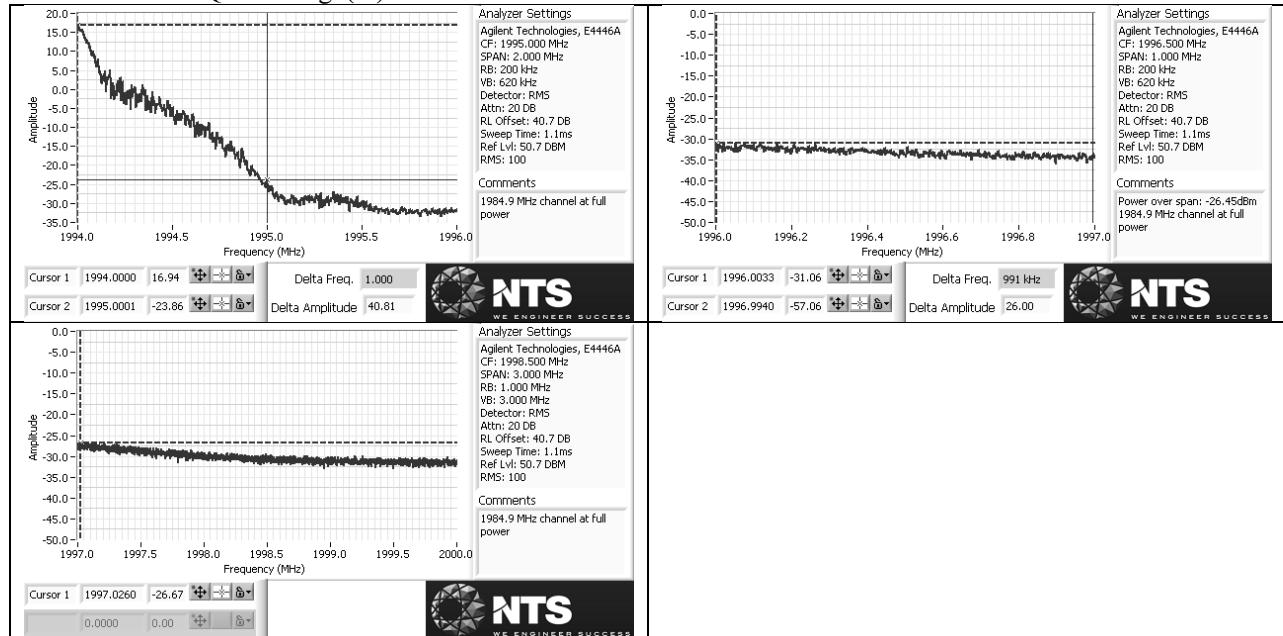 20.0
15.0
10.0
5.0
0.0
-5.0
-10.0
-15.0
-20.0
-25.0
-30.0
-35.0
Amplitude
1994.0 1994.5 1995.0 1995.5 1996.0
Frequency (MHz)
Analyzer Settings
Agilent Technologies, E4446A
CF: 1995.000 MHz
SPAN: 2.000 MHz
RB: 200 kHz
VB: 620 kHz
Detector: RMS
Attn: 20 DB
RL Offset: 40.7 DB
Sweep Time: 1.1ms
Ref Lvl: 50.7 DBM
RMS: 100
Comments
1984.9 MHz channel at full
power
Cursor 1 1994.0000 16.94
Cursor 2 1995.0001 -23.86
Delta Freq. 1.000
Delta Amplitude 40.81
NTS
WE ENGINEER SUCCESS
0.0
-5.0
-10.0
-15.0
-20.0
-25.0
-30.0
-35.0
-40.0
-45.0
-50.0
Amplitude
1996.0 1996.2 1996.4 1996.6 1996.8 1997.0
Frequency (MHz)
Analyzer Settings
Agilent Technologies, E4446A
CF: 1996.500 MHz
SPAN: 1.000 MHz
RB: 200 kHz
VB: 620 kHz
Detector: RMS
Attn: 20 DB
RL Offset: 40.7 DB
Sweep Time: 1.1ms
Ref Lvl: 50.7 DBM
RMS: 100
Comments
Power over span: -26.45dBm
1984.9 MHz channel at full
power
Cursor 1 1996.0033 -31.06
Cursor 2 1996.9940 -57.06
Delta Freq. 991 kHz
Delta Amplitude 26.00
NTS
WE ENGINEER SUCCESS
0.0
-5.0
-10.0
-15.0
-20.0
-25.0
-30.0
-35.0
-40.0
-45.0
-50.0
Amplitude
1997.0 1997.5 1998.0 1998.5 1999.0 1999.5 2000.0
Frequency (MHz)
Analyzer Settings
Agilent Technologies, E4446A
CF: 1998.500 MHz
SPAN: 3.000 MHz
RB: 1.000 MHz
VB: 3.000 MHz
Detector: RMS
Attn: 20 DB
RL Offset: 40.7 DB
Sweep Time: 1.1ms
Ref Lvl: 50.7 DBM
RMS: 100
Comments
1984.9 MHz channel at full
power
Cursor 1 1997.0260 -26.67
0.0000 0.00
NTS
WE ENGINEER SUCCESS